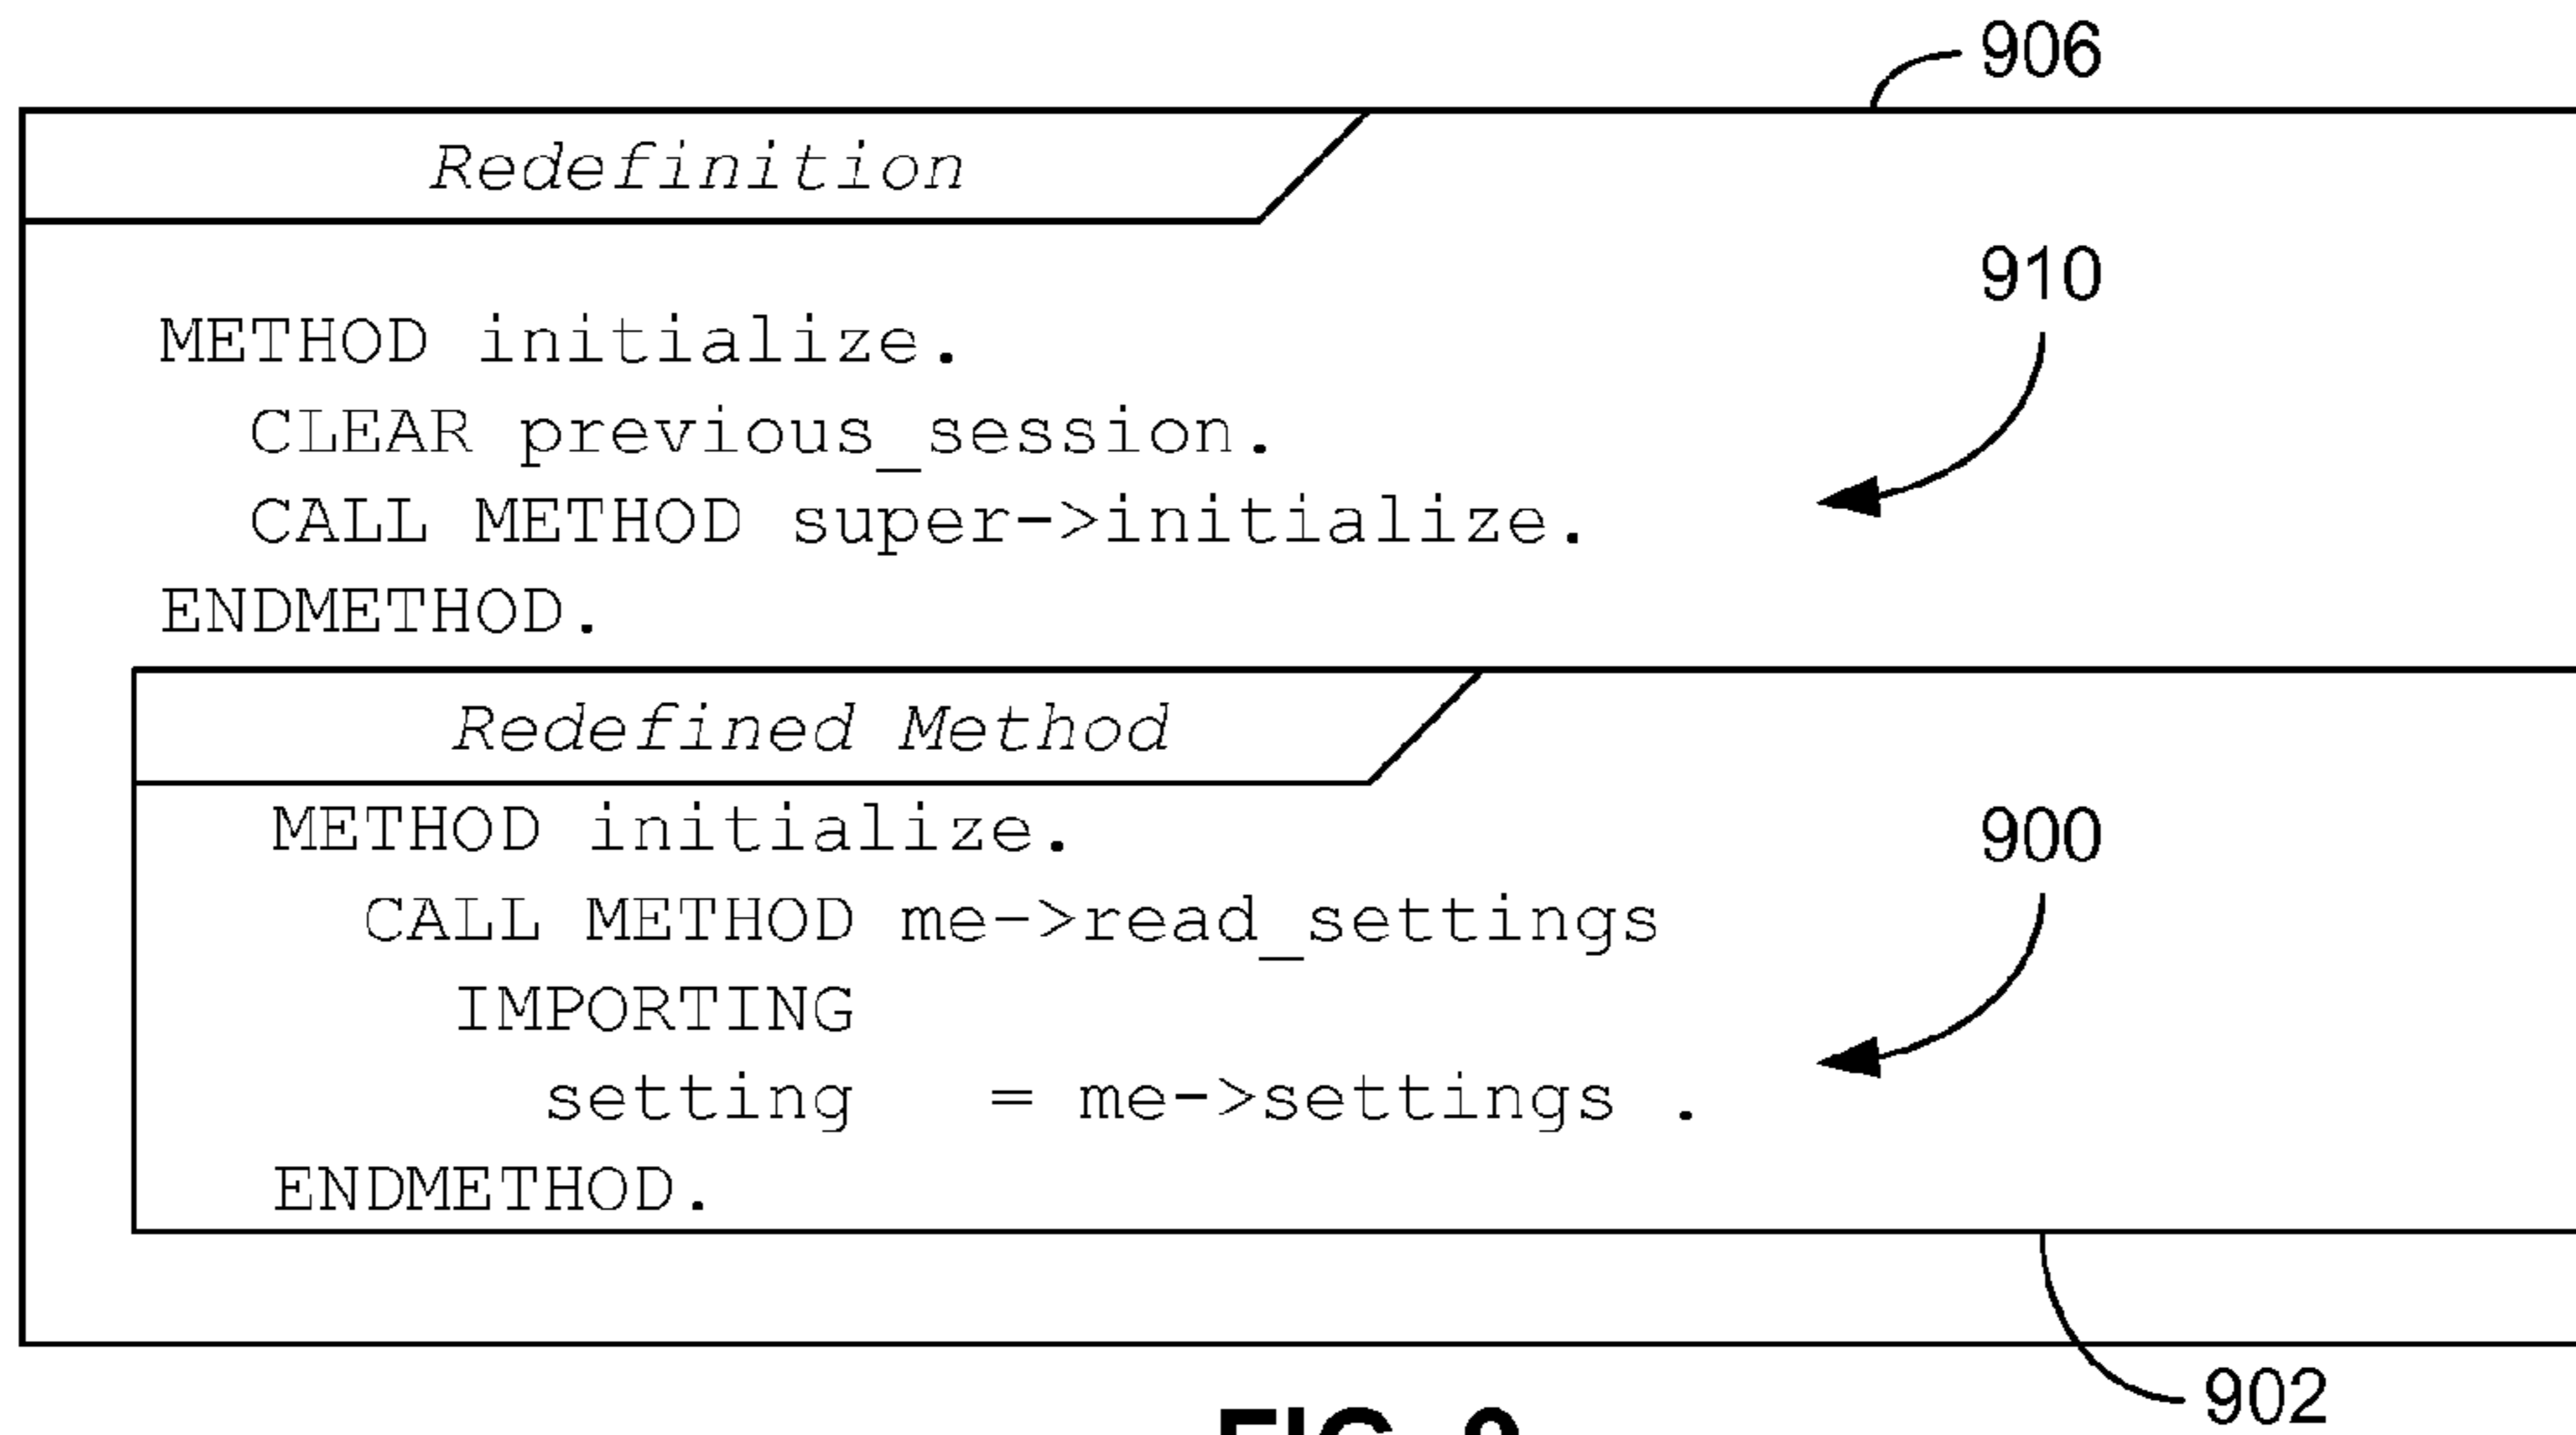 906
Redefinition
910
METHOD initialize.
CLEAR previous_session.
CALL METHOD super->initialize.
ENDMETHOD.
Redefined Method
METHOD initialize.
900
CALL METHOD me->read_settings
IMPORTING
setting = me->settings .
ENDMETHOD.
902
FIG.